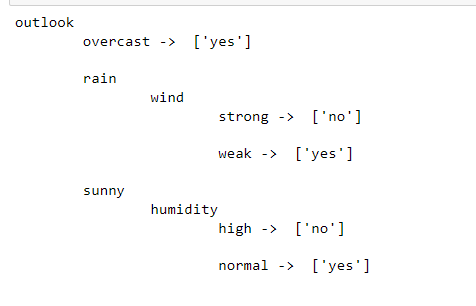 outlook
overcast ->  ['yes']
rain
wind
strong ->  ['no']
weak ->  ['yes']
sunny
humidity
high ->  ['no']
normal ->  ['yes']